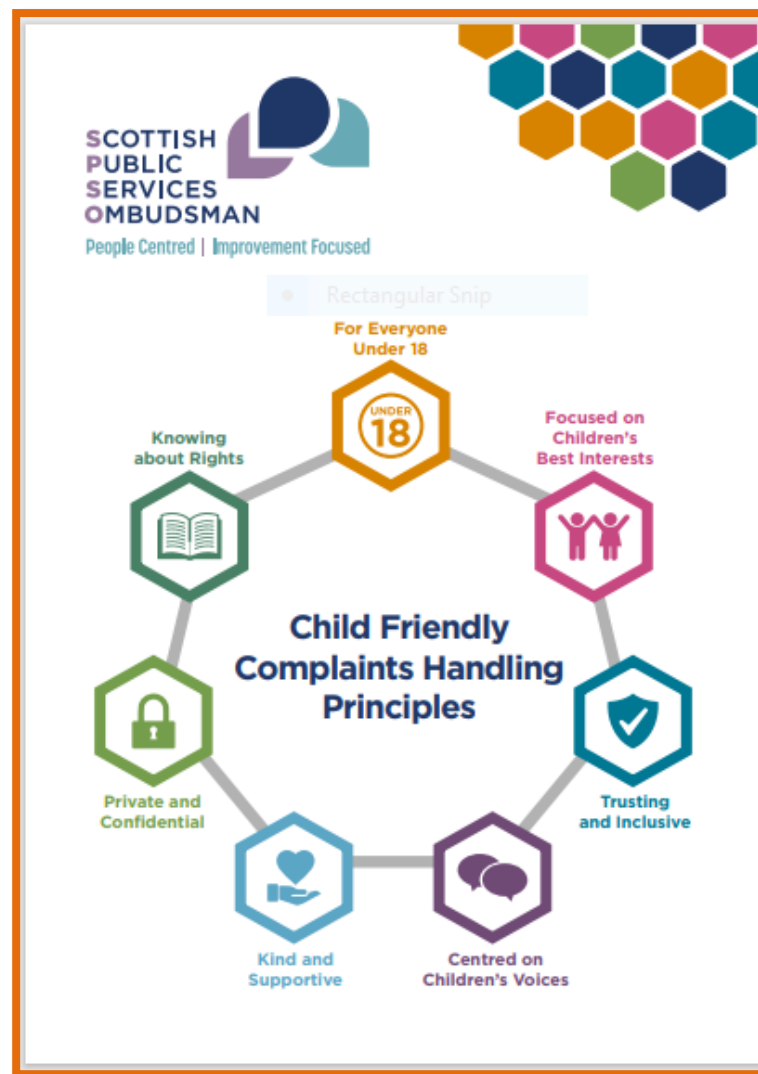 SCOTTISH
PUBLIC
SERVICES
OMBUDSMAN
People Centred | Improvement Focused
Rectangular Snip
For Everyone
Under 18
UNDER
18
Focused on
Children's
Best Interests
Knowing
about Rights
Child Friendly
Complaints Handling
Principles
Private and
Confidential
Trusting
and Inclusive
Kind and
Supportive
Centred on
Children's Voices